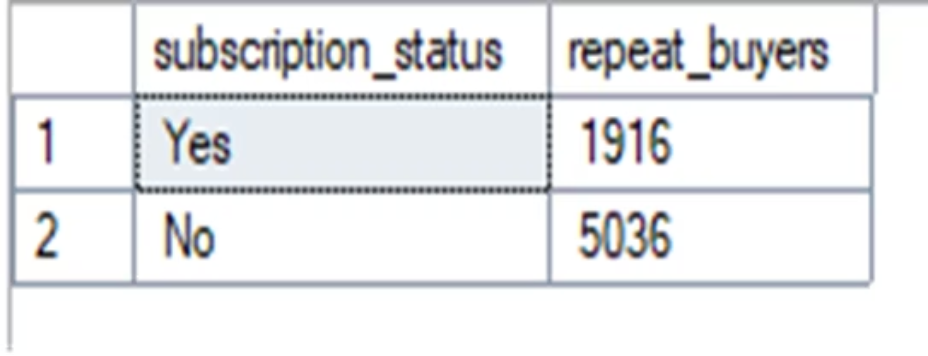 subscription_status repeat_buyers
1 Yes 1916
2 No 5036